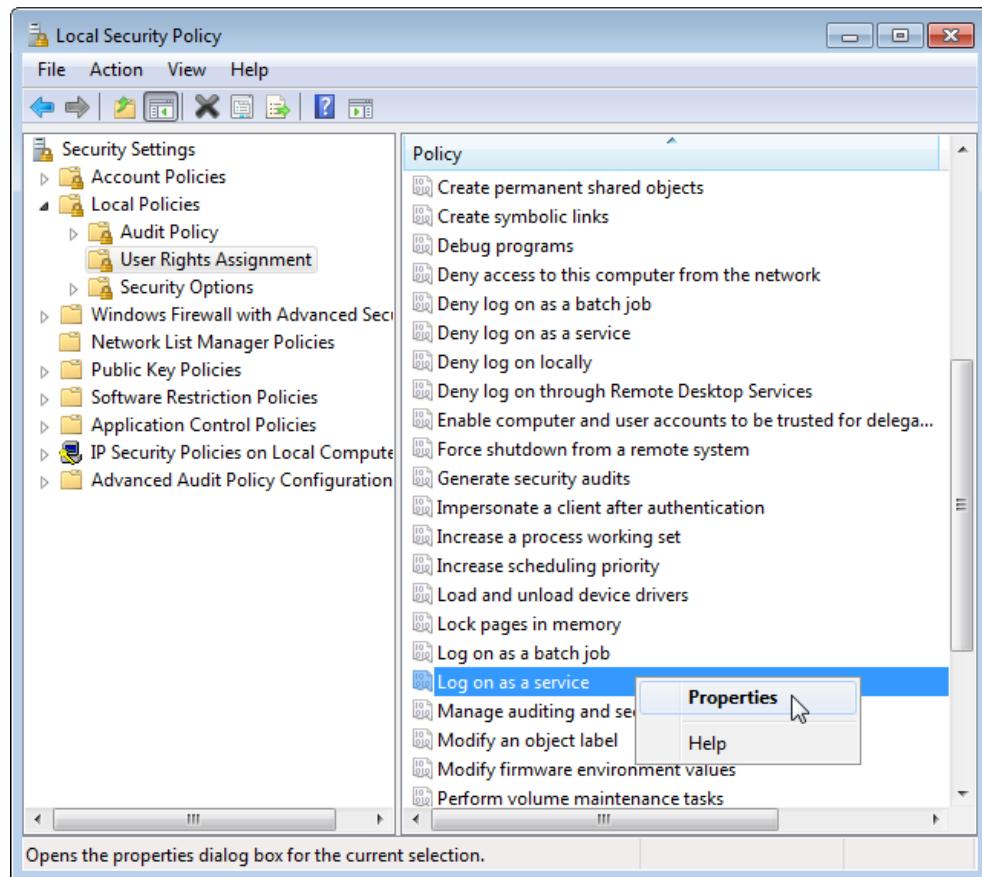 Local Security Policy
File Action View Help
Security Settings
Account Policies
Local Policies
Audit Policy
User Rights Assignment
Security Options
Windows Firewall with Advanced Secu
Network List Manager Policies
Public Key Policies
Software Restriction Policies
Application Control Policies
IP Security Policies on Local Compute
Advanced Audit Policy Configuration
Policy
Create permanent shared objects
Create symbolic links
Debug programs
Deny access to this computer from the network
Deny log on as a batch job
Deny log on as a service
Deny log on locally
Deny log on through Remote Desktop Services
Enable computer and user accounts to be trusted for delega...
Force shutdown from a remote system
Generate security audits
Impersonate a client after authentication
Increase a process working set
Increase scheduling priority
Load and unload device drivers
Lock pages in memory
Log on as a batch job
Log on as a service
Manage auditing and se
Modify an object label
Modify firmware environment values
Perform volume maintenance tasks
Properties
Help
Opens the properties dialog box for the current selection.